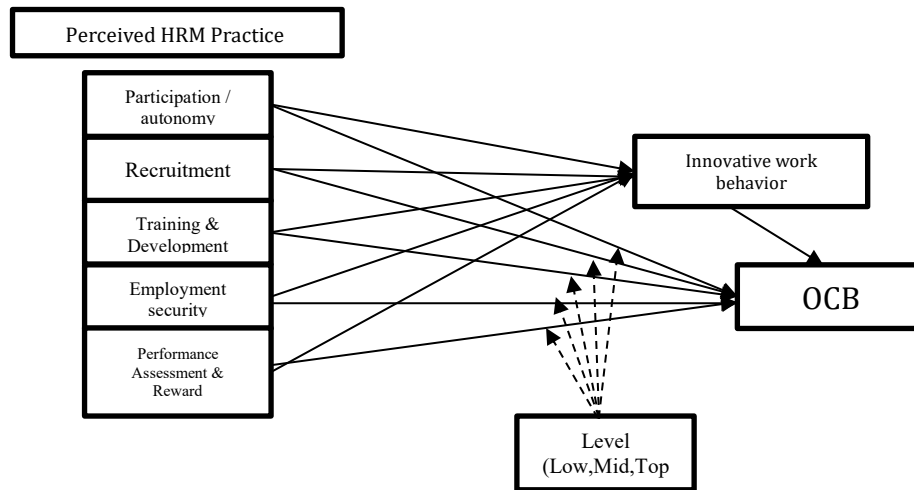 Perceived HRM Practice
Participation /
autonomy
Recruitment
Training &
Development
Employment
security
Performance
Assessment &
Reward
Innovative work
behavior
OCB
Level
(Low,Mid,Top